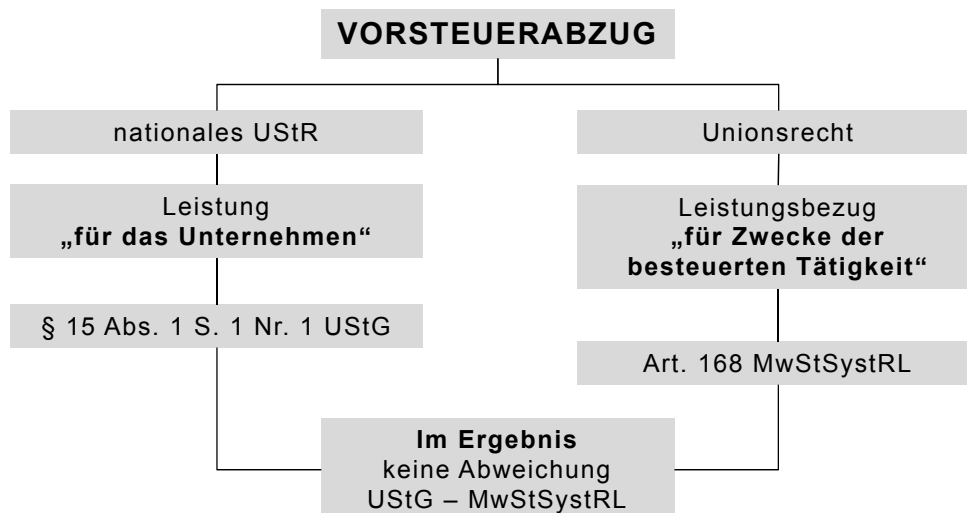 VORSTEUERABZUG
nationales UStR
Unionsrecht
Leistung
„für das Unternehmen“
Leistungsbezug
„für Zwecke der
besteuerten Tätigkeit“
§ 15 Abs. 1 S. 1 Nr. 1 UStG
Art. 168 MwStSystRL
Im Ergebnis
keine Abweichung
UStG – MwStSystRL